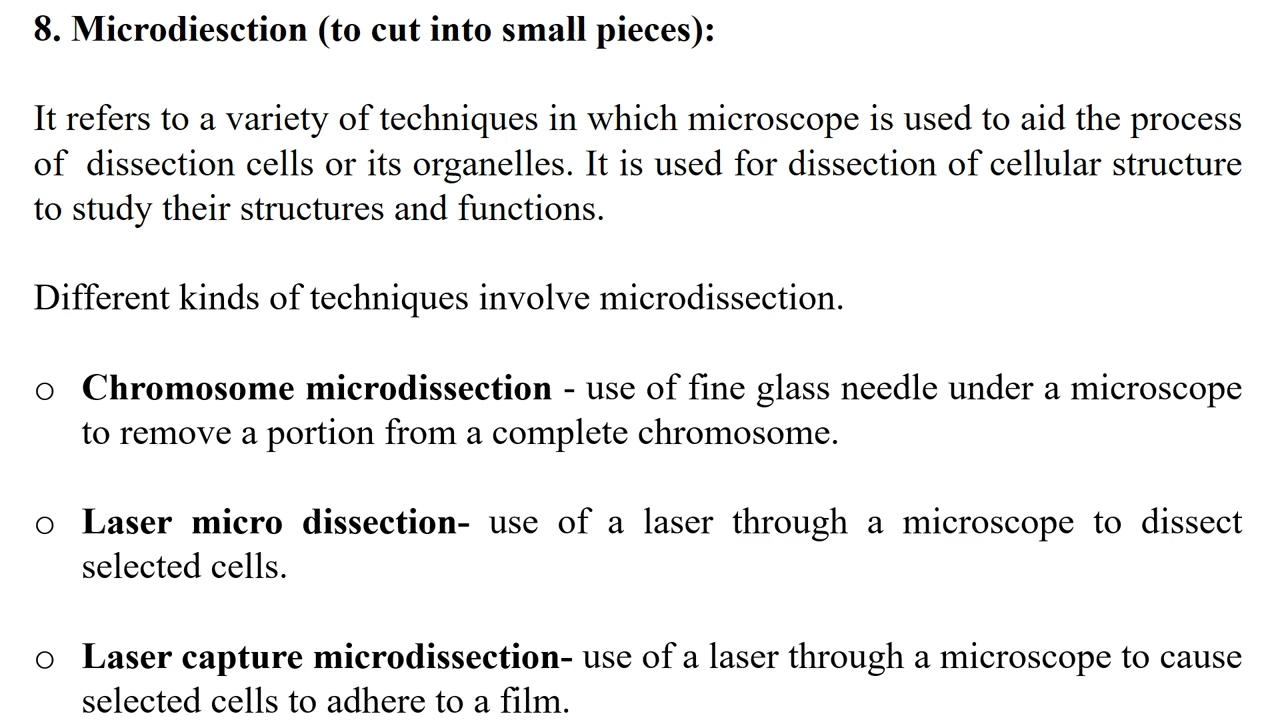 8. Microdiesction (to cut into small pieces):
It refers to a variety of techniques in which microscope is used to aid the process
of dissection cells or its organelles. It is used for dissection of cellular structure
to study their structures and functions.
Different kinds of techniques involve microdissection.
o Chromosome microdissection - use of fine glass needle under a microscope
to remove a portion from a complete chromosome.
o Laser micro dissection- use of a laser through a microscope to dissect
selected cells.
o Laser capture microdissection- use of a laser through a microscope to cause
selected cells to adhere to a film.